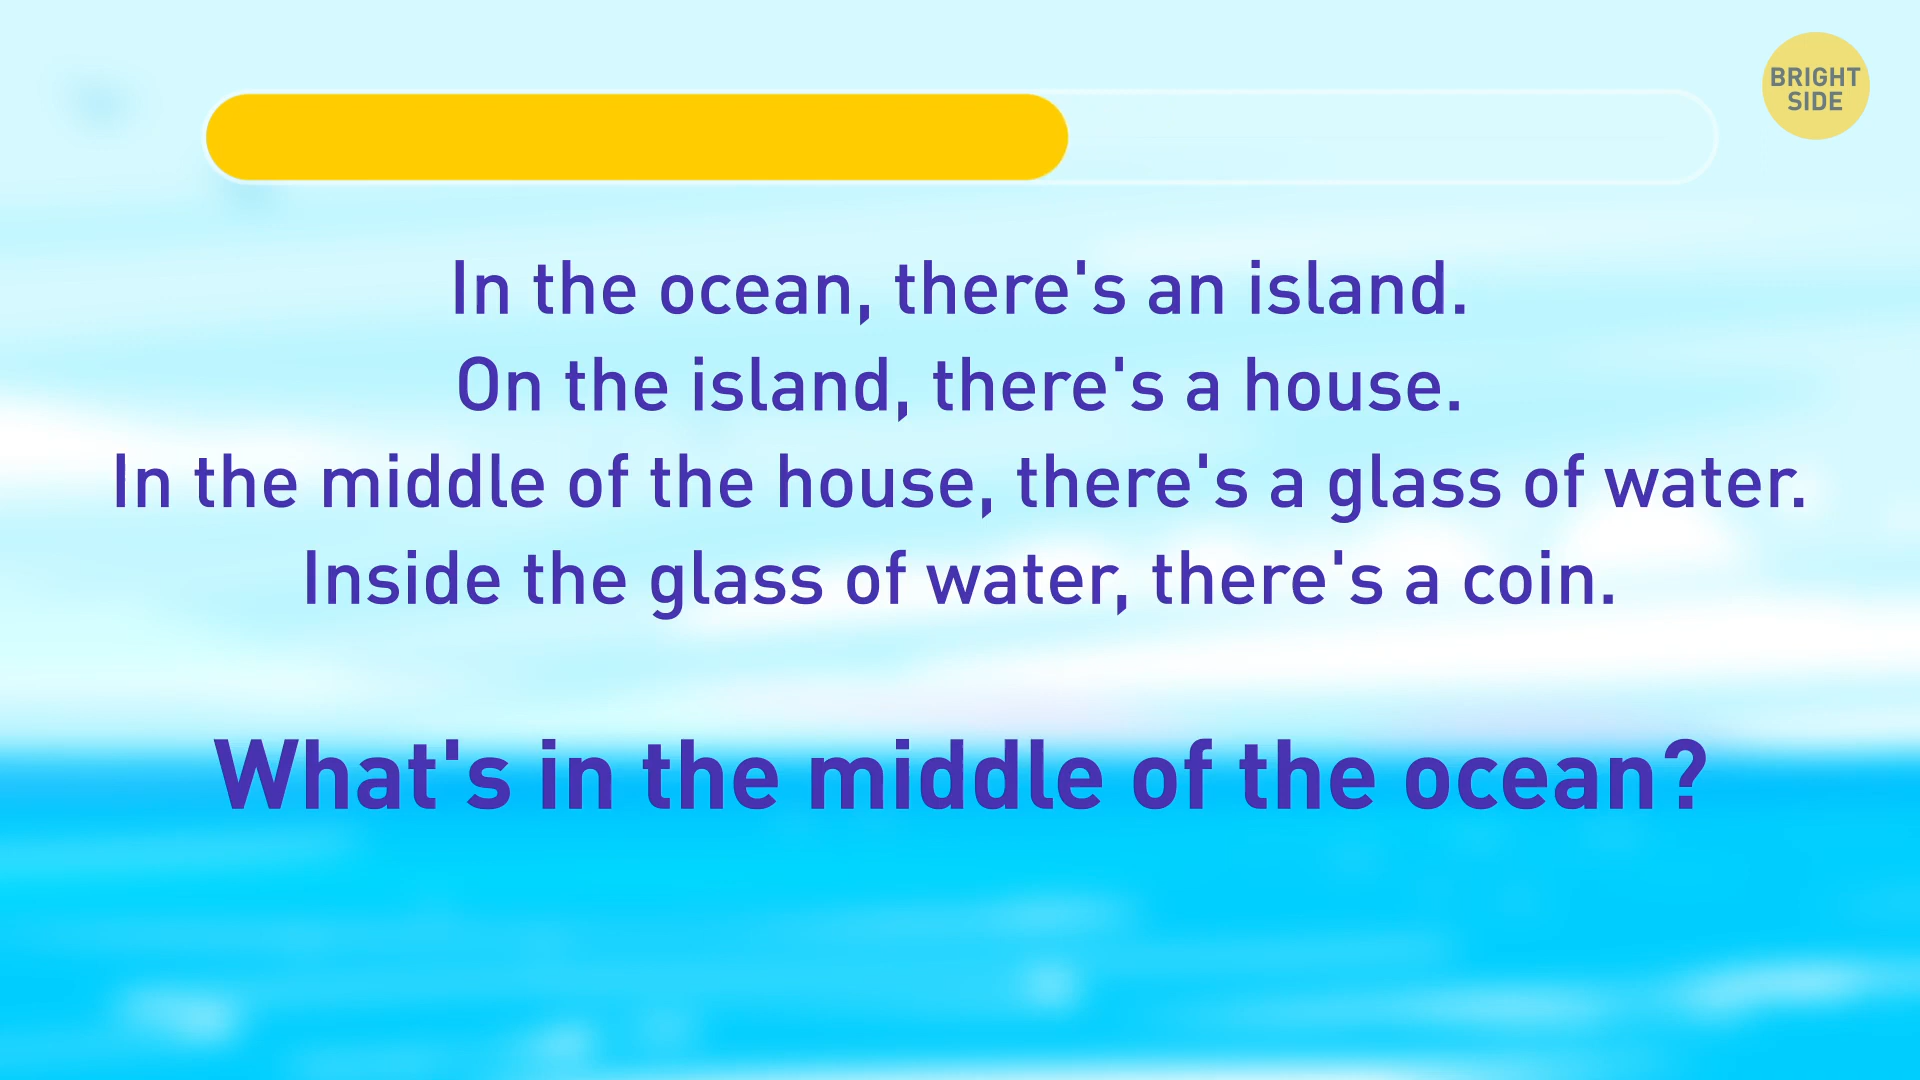 BRIGHT
SIDE
In the ocean, there's an island.
On the island, there's a house.
In the middle of the house, there's a glass of water.
Inside the glass of water, there's a coin.
What's in the middle of the ocean?